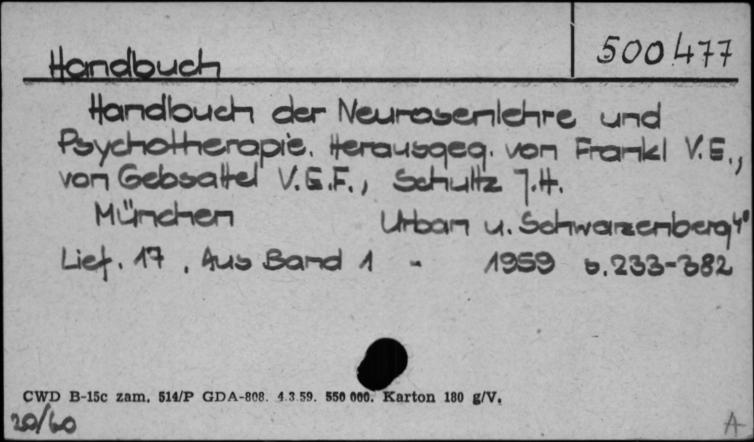 Handbuch
500477
Handbuch der Neurosenlehre und
Psychotherapie. Herausgeg. von Frankl V.E.,
von Gebsattel V.E.F., Schultz J.H.
München Urban u. Schwarzenberg 4°
Lief. 17, Aus Band 1 - 1959 s. 233-382
CWD B-15c zam. 514/P GDA-808. 4.3.59. 550 000. Karton 180 g/V.
20/60
A